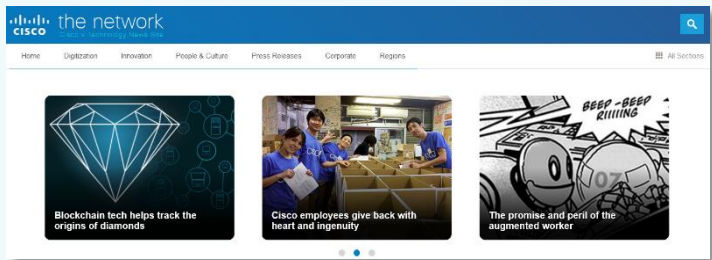 CISCO
the network
Cisco's Technology News Site
Home Digitization Innovation People & Culture Press Releases Corporate Regions All Sections
BEEP-BEEP
RIIIIING
07
Blockchain tech helps track the
origins of diamonds
Cisco employees give back with
heart and ingenuity
The promise and peril of the
augmented worker